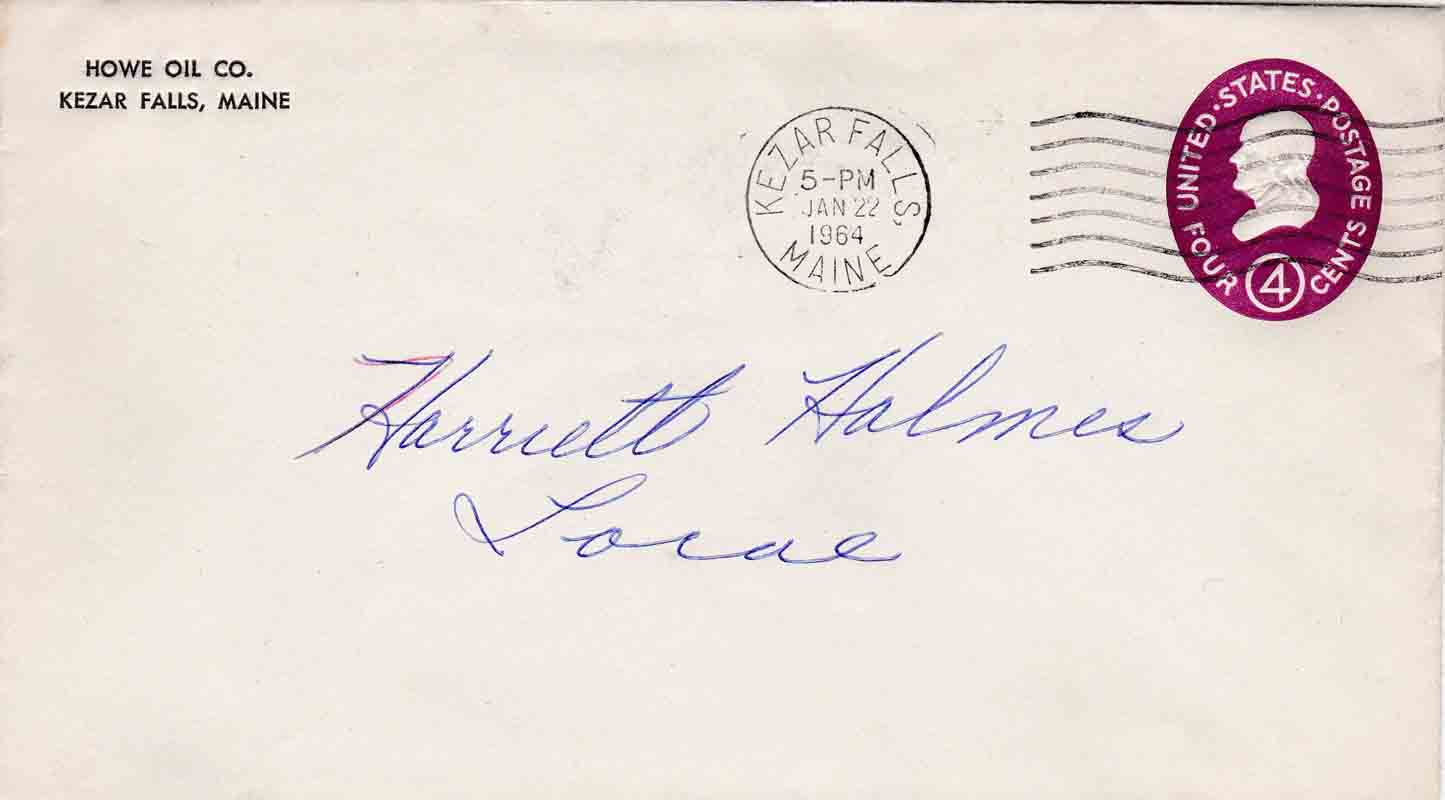 HOWE OIL CO.
KEZAR FALLS, MAINE
KEZAR FALLS,
5-PM
JAN 22
1964
MAINE
UNITED·STATES·POSTAGE
FOUR 4 CENTS
Harriett Holmes
Local